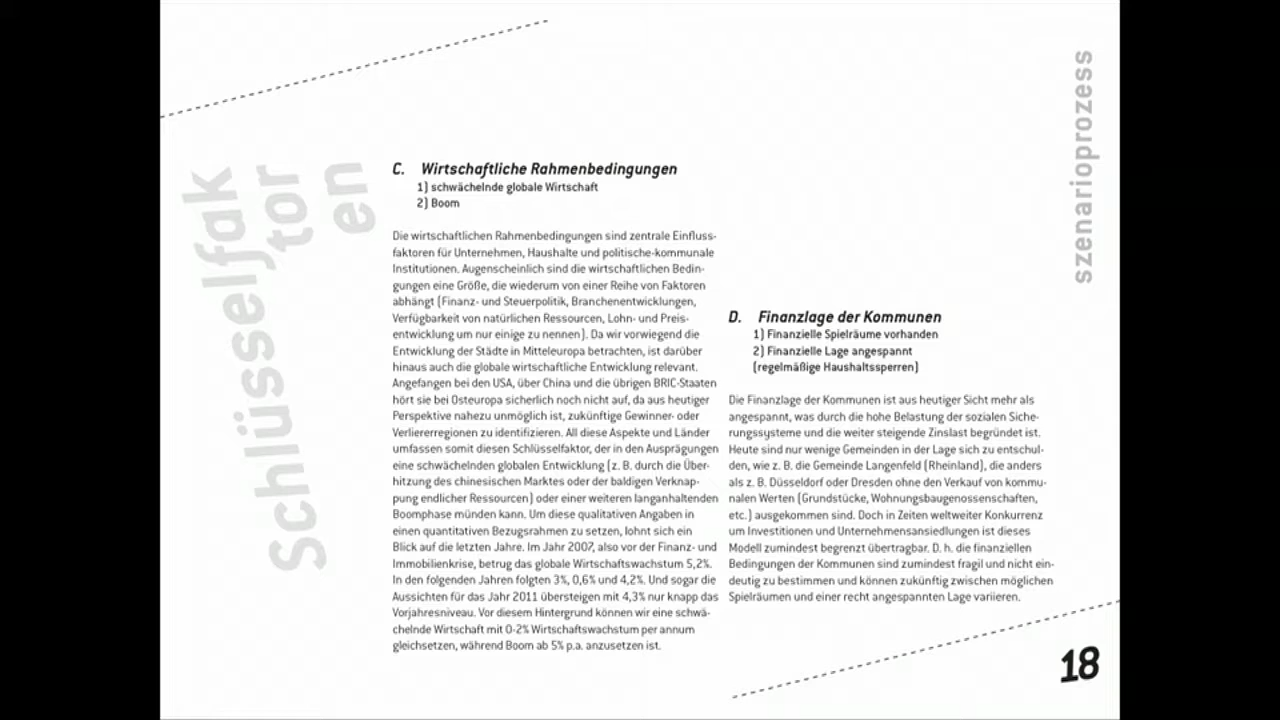 szenarioprozess
Schlüsselfak
tor
en
C. Wirtschaftliche Rahmenbedingungen
1) schwächelnde globale Wirtschaft
2) Boom
Die wirtschaftlichen Rahmenbedingungen sind zentrale Einfluss-
faktoren für Unternehmen, Haushalte und politische-kommunale
Institutionen. Augenscheinlich sind die wirtschaftlichen Bedin-
gungen eine Größe, die wiederum von einer Reihe von Faktoren
abhängt (Finanz- und Steuerpolitik, Branchenentwicklungen,
Verfügbarkeit von natürlichen Ressourcen, Lohn- und Preis-
entwicklung um nur einige zu nennen). Da wir vorwiegend die
Entwicklung der Städte in Mitteleuropa betrachten, ist darüber
hinaus auch die globale wirtschaftliche Entwicklung relevant.
Angefangen bei den USA, über China und die übrigen BRIC-Staaten
hört sie bei Osteuropa sicherlich noch nicht auf, da aus heutiger
Perspektive nahezu unmöglich ist, zukünftige Gewinner- oder
Verliererregionen zu identifizieren. All diese Aspekte und Länder
umfassen somit diesen Schlüsselfaktor, der in den Ausprägungen
eine schwächelnden globalen Entwicklung (z. B. durch die Über-
hitzung des chinesischen Marktes oder der baldigen Verknap-
pung endlicher Ressourcen) oder einer weiteren langanhaltenden
Boomphase münden kann. Um diese qualitativen Angaben in
einen quantitativen Bezugsrahmen zu setzen, lohnt sich ein
Blick auf die letzten Jahre. Im Jahr 2007, also vor der Finanz- und
Immobilienkrise, betrug das globale Wirtschaftswachstum 5,2%.
In den folgenden Jahren folgten 3%, 0,6% und 4,2%. Und sogar die
Aussichten für das Jahr 2011 übersteigen mit 4,3% nur knapp das
Vorjahresniveau. Vor diesem Hintergrund können wir eine schwä-
chelnde Wirtschaft mit 0-2% Wirtschaftswachstum per annum
gleichsetzen, während Boom ab 5% p.a. anzusetzen ist.
D. Finanzlage der Kommunen
1) Finanzielle Spielräume vorhanden
2) Finanzielle Lage angespannt
(regelmäßige Haushaltssperren)
Die Finanzlage der Kommunen ist aus heutiger Sicht mehr als
angespannt, was durch die hohe Belastung der sozialen Siche-
rungssysteme und die weiter steigende Zinslast begründet ist.
Heute sind nur wenige Gemeinden in der Lage sich zu entschul-
den, wie z. B. die Gemeinde Langenfeld (Rheinland), die anders
als z. B. Düsseldorf oder Dresden ohne den Verkauf von kommu-
nalen Werten (Grundstücke, Wohnungsbaugenossenschaften,
etc.) ausgekommen sind. Doch in Zeiten weltweiter Konkurrenz
um Investitionen und Unternehmensansiedlungen ist dieses
Modell zumindest begrenzt übertragbar. D. h. die finanziellen
Bedingungen der Kommunen sind zumindest fragil und nicht ein-
deutig zu bestimmen und können zukünftig zwischen möglichen
Spielräumen und einer recht angespannten Lage variieren.
18